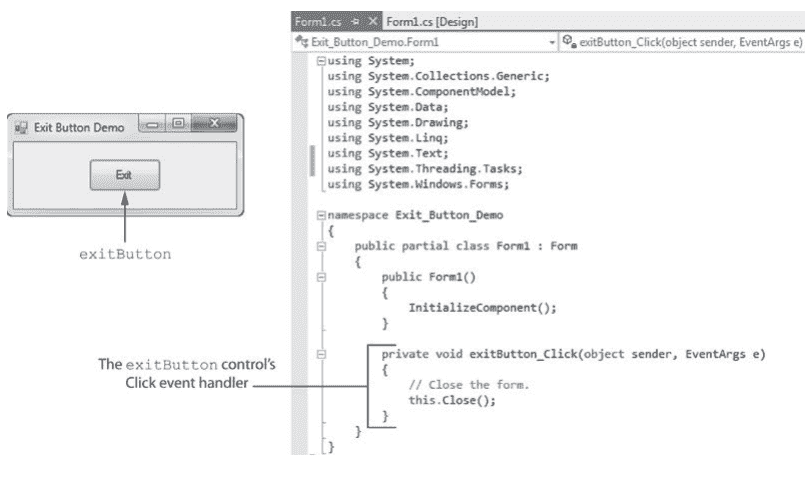 Form1.cs Form1.cs [Design]
Exit_Button_Demo.Form1 exitButton_Click(object sender, EventArgs e)
using System;
using System.Collections.Generic;
using System.ComponentModel;
using System.Data;
using System.Drawing;
using System.Linq;
using System.Text;
using System.Threading.Tasks;
using System.Windows.Forms;
namespace Exit_Button_Demo
{
public partial class Form1 : Form
{
public Form1()
{
InitializeComponent();
}
private void exitButton_Click(object sender, EventArgs e)
{
// Close the form.
this.Close();
}
}
}
Exit Button Demo
Exit
exitButton
The exitButton control's
Click event handler